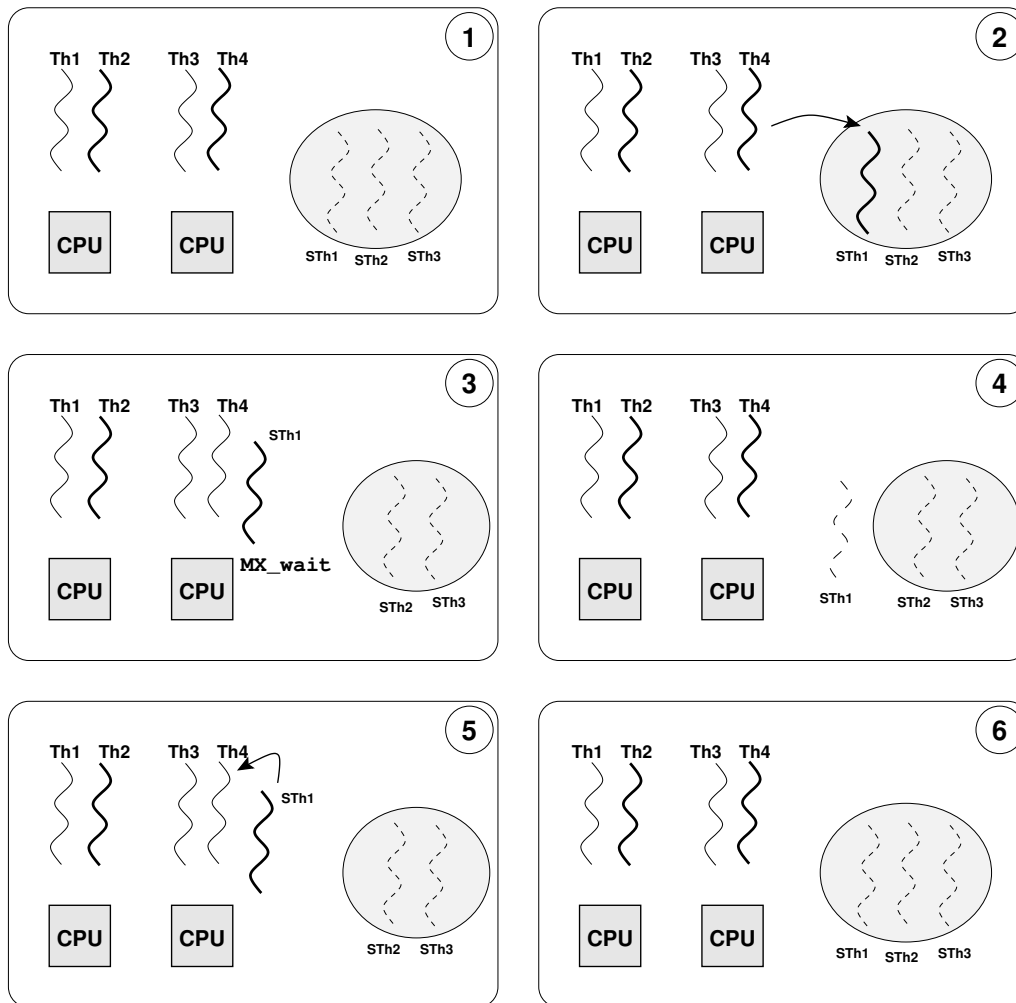 1
Th1 Th2 Th3 Th4
CPU CPU
STh1 STh2 STh3
2
Th1 Th2 Th3 Th4
CPU CPU
STh1 STh2 STh3
3
Th1 Th2 Th3 Th4
STh1
MX_wait
CPU CPU
STh2 STh3
4
Th1 Th2 Th3 Th4
CPU CPU
STh1 STh2 STh3
5
Th1 Th2 Th3 Th4
STh1
CPU CPU
STh2 STh3
6
Th1 Th2 Th3 Th4
CPU CPU
STh1 STh2 STh3